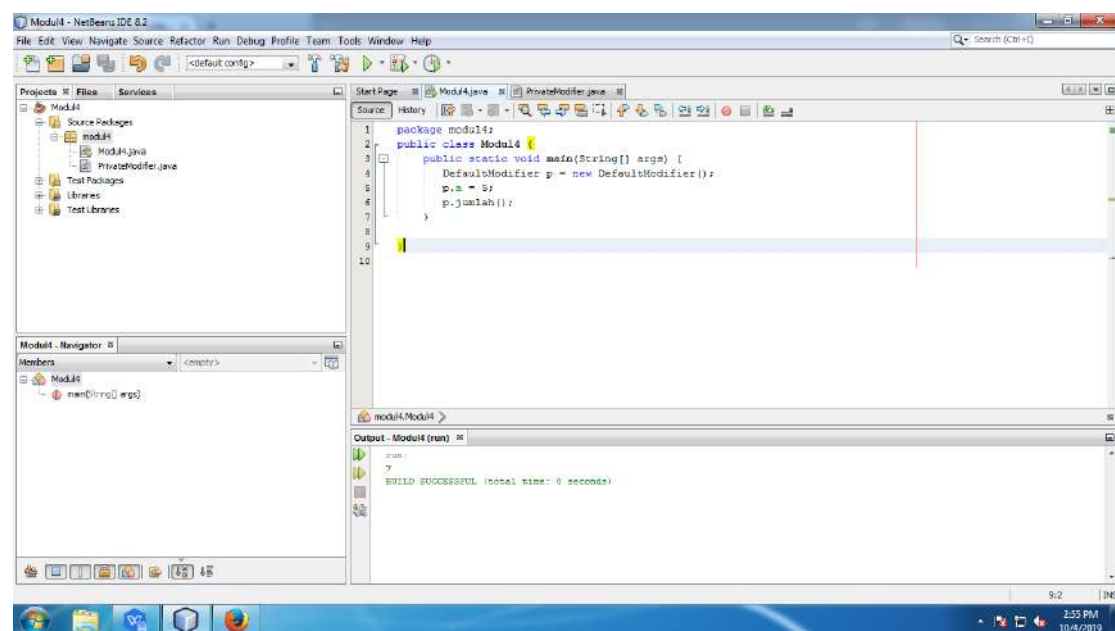 Modul4 - NetBeans IDE 8.2
File Edit View Navigate Source Refactor Run Debug Profile Team Tools Window Help
Search (Ctrl+I)
<default config>
Projects Files Services
Modul4
Source Packages
modul4
Modul4.java
PrivateModifier.java
Test Packages
Libraries
Test Libraries
Start Page Modul4.java PrivateModifier.java
Source History
1 package modul4;
2 public class Modul4 {
3 public static void main(String[] args) {
4 DefaultModifier p = new DefaultModifier();
5 p.a = 5;
6 p.jumlah();
7 }
8
9 }
10
Modul4 - Navigator
Members <empty>
Modul4
main(String[] args)
modul4.Modul4
Output - Modul4 (run)
run:
7
BUILD SUCCESSFUL (total time: 0 seconds)
9:2 INS
2:55 PM
10/4/2019